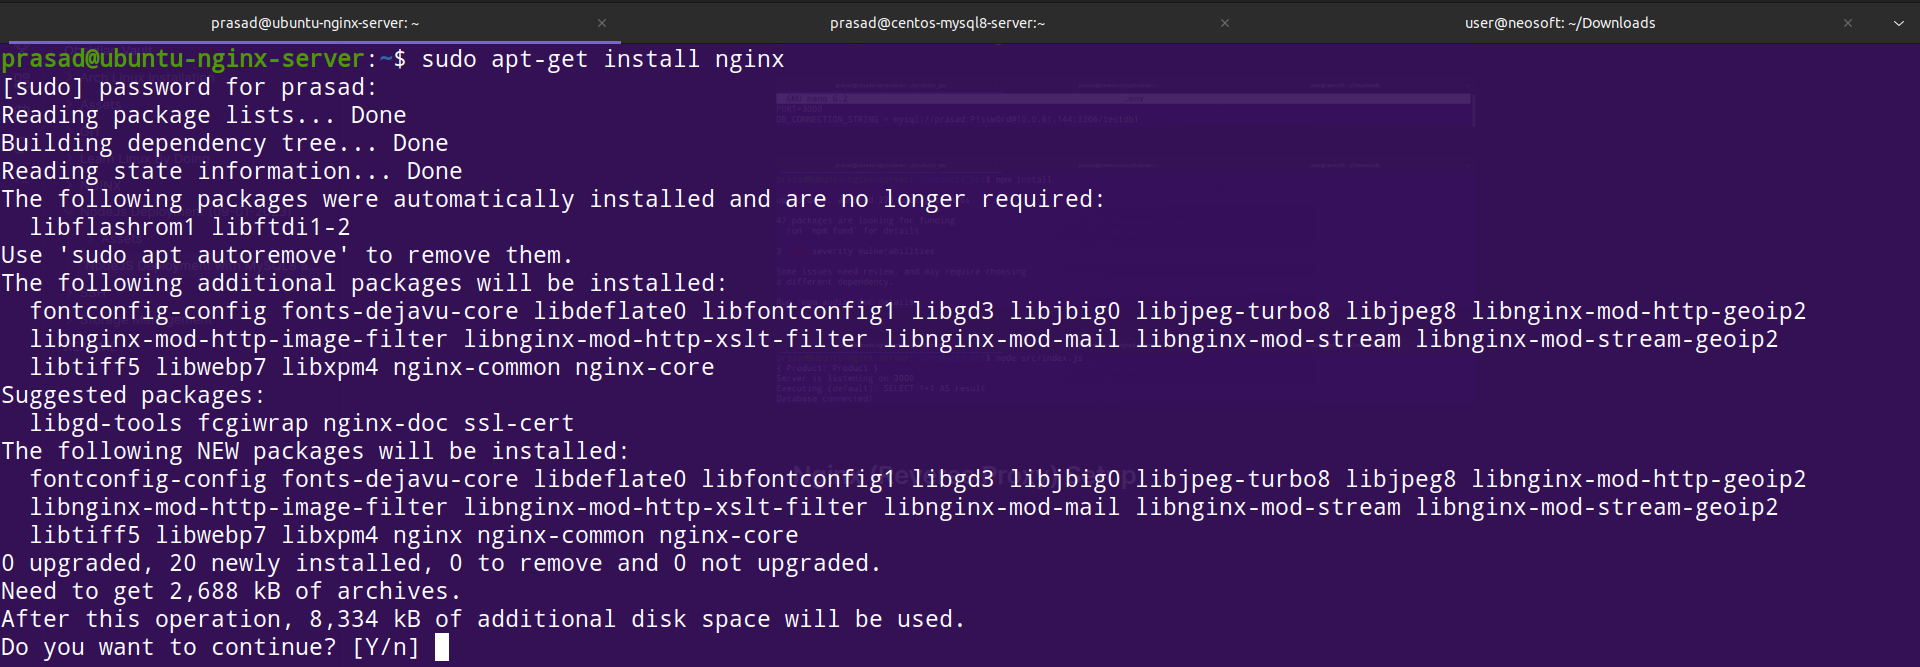 prasad@ubuntu-nginx-server: ~
prasad@centos-mysql8-server:~
user@neosoft: ~/Downloads
prasad@ubuntu-nginx-server:~$ sudo apt-get install nginx
[sudo] password for prasad:
Reading package lists... Done
Building dependency tree... Done
Reading state information... Done
The following packages were automatically installed and are no longer required:
  libflashrom1 libftdi1-2
Use 'sudo apt autoremove' to remove them.
The following additional packages will be installed:
  fontconfig-config fonts-dejavu-core libdeflate0 libfontconfig1 libgd3 libjbig0 libjpeg-turbo8 libjpeg8 libnginx-mod-http-geoip2
  libnginx-mod-http-image-filter libnginx-mod-http-xslt-filter libnginx-mod-mail libnginx-mod-stream libnginx-mod-stream-geoip2
  libtiff5 libwebp7 libxpm4 nginx-common nginx-core
Suggested packages:
  libgd-tools fcgiwrap nginx-doc ssl-cert
The following NEW packages will be installed:
  fontconfig-config fonts-dejavu-core libdeflate0 libfontconfig1 libgd3 libjbig0 libjpeg-turbo8 libjpeg8 libnginx-mod-http-geoip2
  libnginx-mod-http-image-filter libnginx-mod-http-xslt-filter libnginx-mod-mail libnginx-mod-stream libnginx-mod-stream-geoip2
  libtiff5 libwebp7 libxpm4 nginx nginx-common nginx-core
0 upgraded, 20 newly installed, 0 to remove and 0 not upgraded.
Need to get 2,688 kB of archives.
After this operation, 8,334 kB of additional disk space will be used.
Do you want to continue? [Y/n]